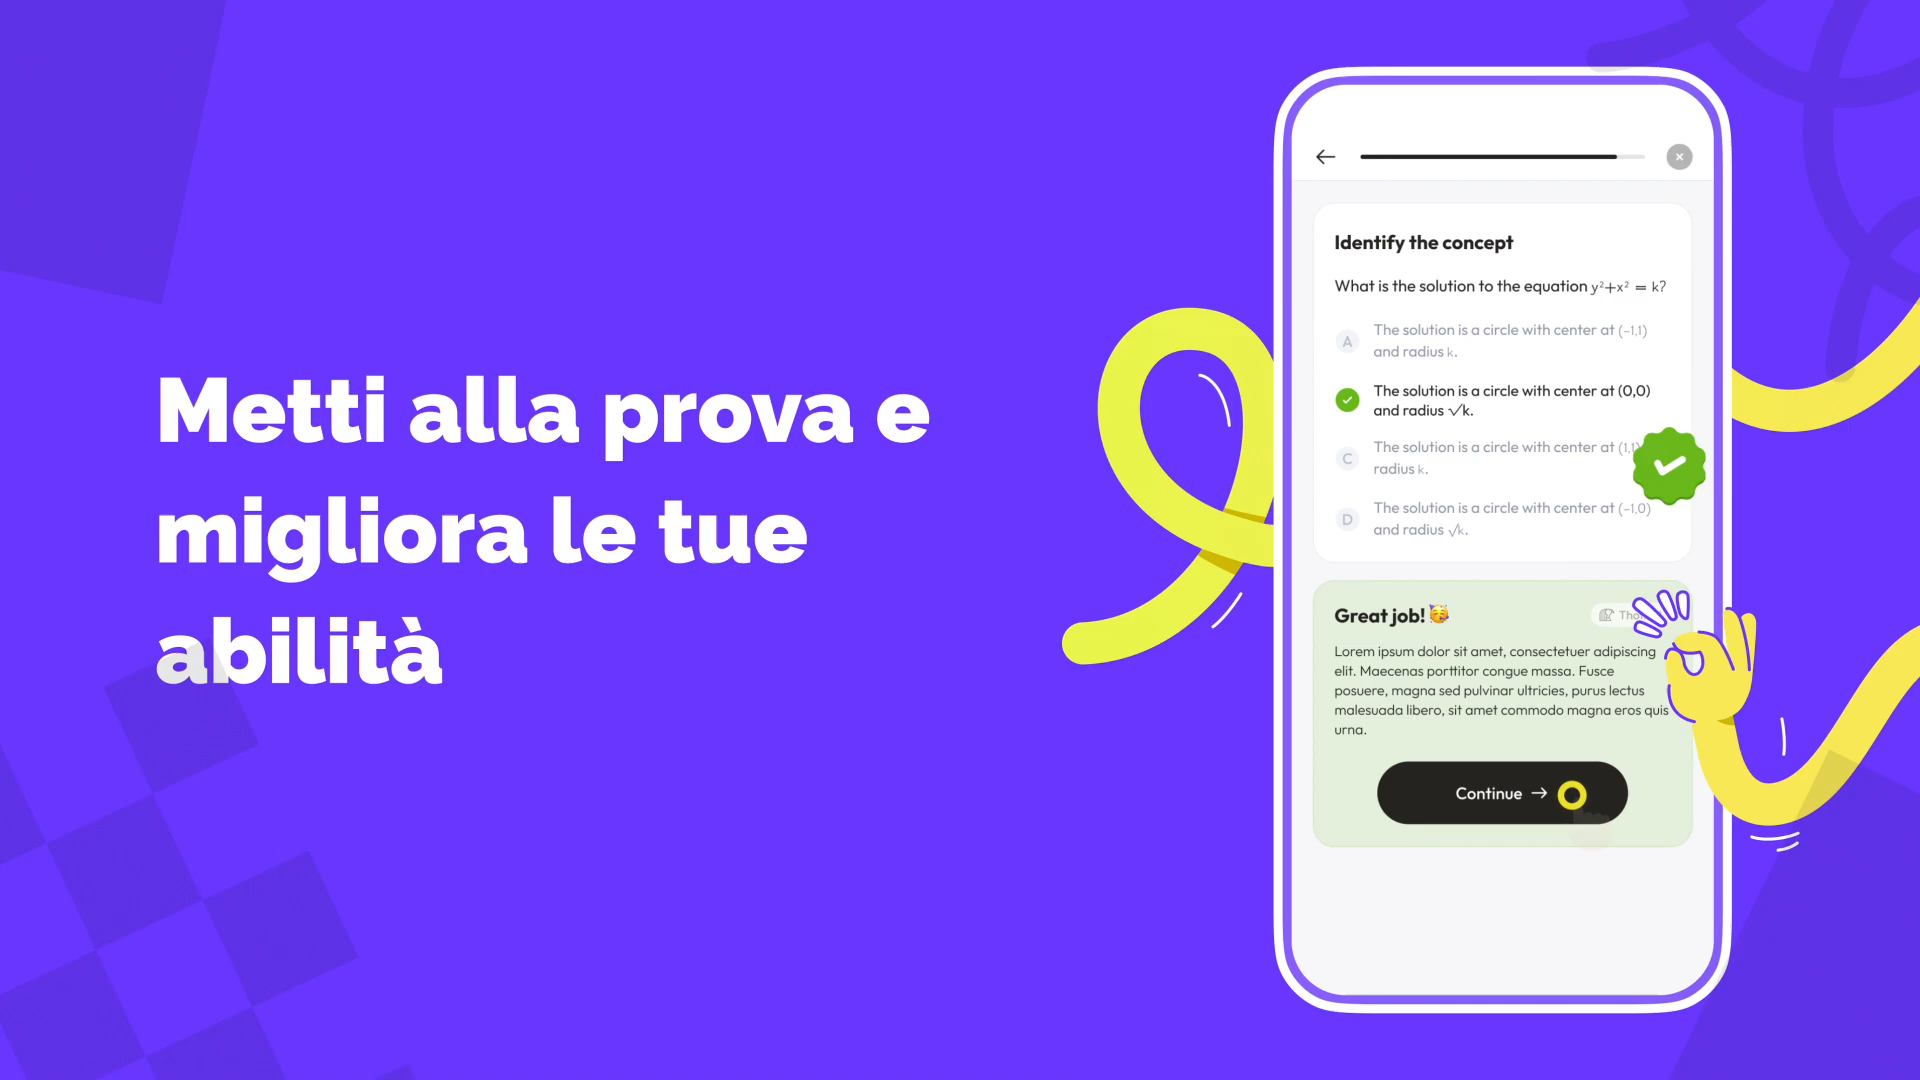 Metti alla prova e
migliora le tue
abilità
Identify the concept
What is the solution to the equation y²+x² = k?
A
The solution is a circle with center at (-1,1)
and radius k.
The solution is a circle with center at (0,0)
and radius √k.
C
The solution is a circle with center at (1,1)
radius k.
D
The solution is a circle with center at (-1,0)
and radius √k.
Great job! 🥳
Lorem ipsum dolor sit amet, consectetuer adipiscing
elit. Maecenas porttitor congue massa. Fusce
posuere, magna sed pulvinar ultricies, purus lectus
malesuada libero, sit amet commodo magna eros quis
urna.
Continue →